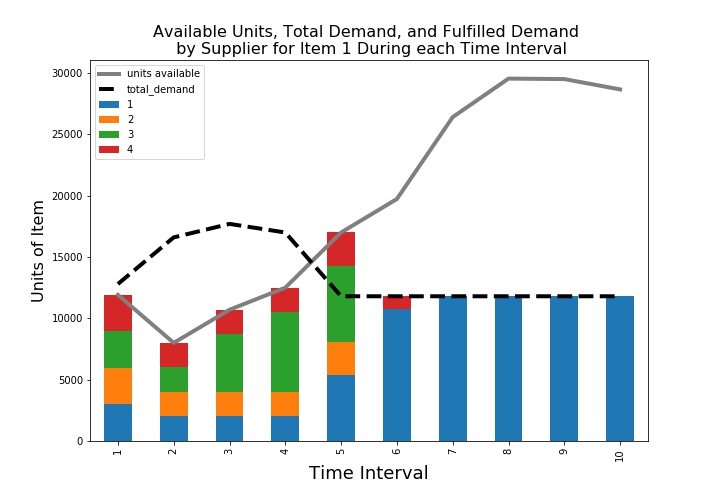 Available Units, Total Demand, and Fulfilled Demand
by Supplier for Item 1 During each Time Interval
units available
total_demand
1
2
3
4
30000
25000
20000
15000
10000
5000
0
Units of Item
1 2 3 4 5 6 7 8 9 10
Time Interval